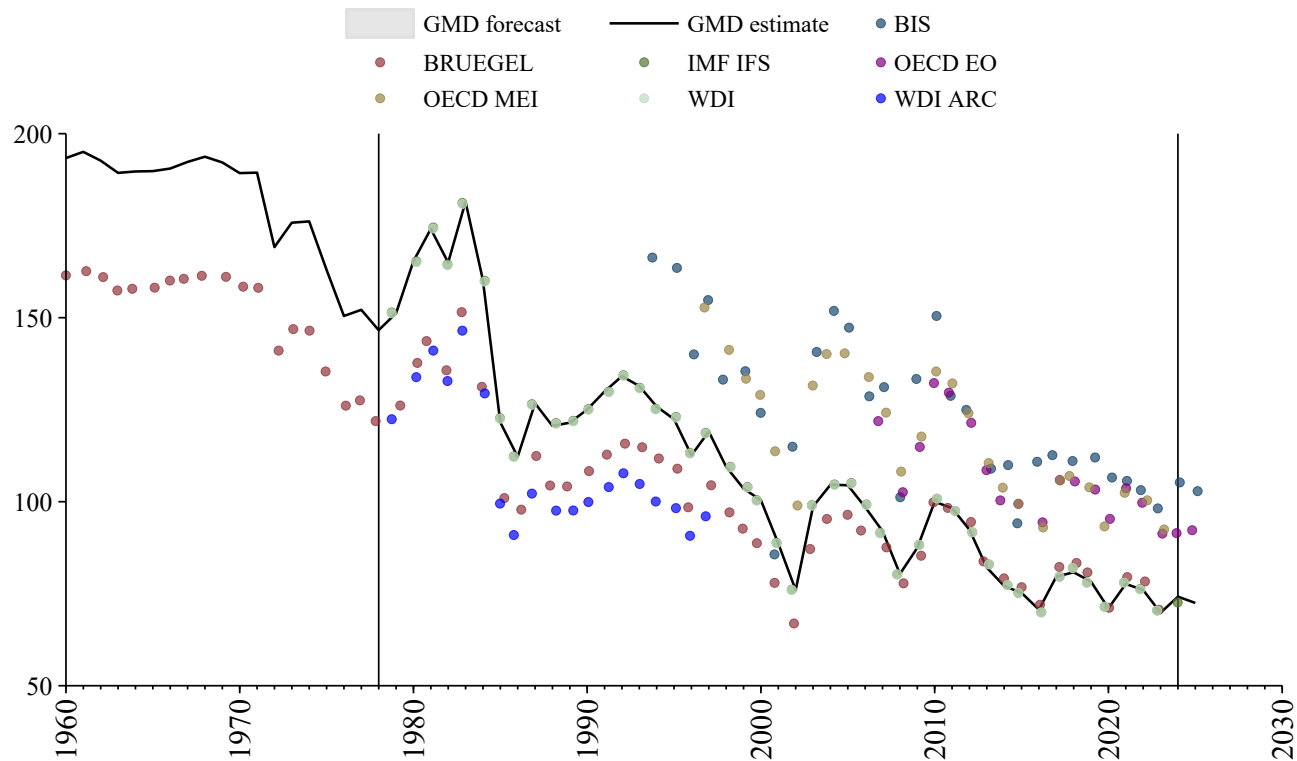 GMD forecast GMD estimate BIS
BRUEGEL IMF IFS OECD EO
OECD MEI WDI WDI ARC
200
150
100
50
1960 1970 1980 1990 2000 2010 2020 2030